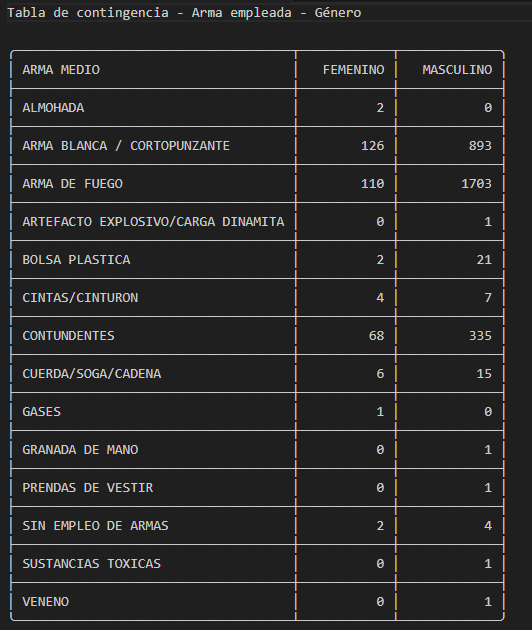 Tabla de contingencia - Arma empleada - Género
ARMA MEDIO FEMENINO MASCULINO
ALMOHADA 2 0
ARMA BLANCA / CORTOPUNZANTE 126 893
ARMA DE FUEGO 110 1703
ARTEFACTO EXPLOSIVO/CARGA DINAMITA 0 1
BOLSA PLASTICA 2 21
CINTAS/CINTURON 4 7
CONTUNDENTES 68 335
CUERDA/SOGA/CADENA 6 15
GASES 1 0
GRANADA DE MANO 0 1
PRENDAS DE VESTIR 0 1
SIN EMPLEO DE ARMAS 2 4
SUSTANCIAS TOXICAS 0 1
VENENO 0 1